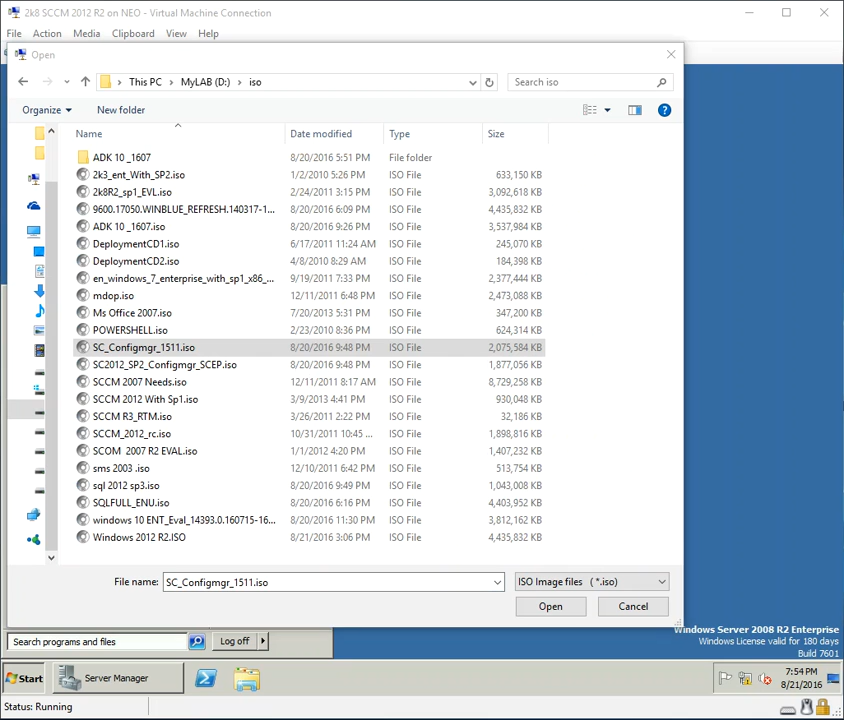 2k8 SCCM 2012 R2 on NEO - Virtual Machine Connection
File Action Media Clipboard View Help
Open
This PC MyLAB (D:) iso
Search iso
Organize New folder
Name Date modified Type Size
ADK 10 _1607 8/20/2016 5:51 PM File folder
2k3_ent_With_SP2.iso 1/2/2010 5:26 PM ISO File 633,150 KB
2k8R2_sp1_EVL.iso 2/24/2011 3:15 PM ISO File 3,092,618 KB
9600.17050.WINBLUE_REFRESH.140317-1... 8/20/2016 6:09 PM ISO File 4,435,832 KB
ADK 10 _1607.iso 8/20/2016 9:26 PM ISO File 3,537,984 KB
DeploymentCD1.iso 6/17/2011 11:24 AM ISO File 245,070 KB
DeploymentCD2.iso 4/8/2010 8:29 AM ISO File 184,398 KB
en_windows_7_enterprise_with_sp1_x86_... 9/19/2011 7:33 PM ISO File 2,377,444 KB
mdop.iso 12/11/2011 6:48 PM ISO File 2,473,088 KB
Ms Office 2007.iso 7/20/2013 5:31 PM ISO File 347,200 KB
POWERSHELL.iso 2/23/2010 8:36 PM ISO File 624,314 KB
SC_Configmgr_1511.iso 8/20/2016 9:48 PM ISO File 2,075,584 KB
SC2012_SP2_Configmgr_SCEP.iso 8/20/2016 9:48 PM ISO File 1,877,056 KB
SCCM 2007 Needs.iso 12/11/2011 8:17 AM ISO File 8,729,258 KB
SCCM 2012 With Sp1.iso 3/9/2013 4:41 PM ISO File 930,048 KB
SCCM R3_RTM.iso 3/26/2011 2:22 PM ISO File 32,186 KB
SCCM_2012_rc.iso 10/31/2011 10:45 ... ISO File 1,898,816 KB
SCOM  2007 R2 EVAL.iso 1/1/2012 4:20 PM ISO File 1,407,232 KB
sms 2003 .iso 12/10/2011 6:42 PM ISO File 513,754 KB
sql 2012 sp3.iso 8/20/2016 9:49 PM ISO File 1,043,008 KB
SQLFULL_ENU.iso 8/20/2016 6:16 PM ISO File 4,403,952 KB
windows 10 ENT_Eval_14393.0.160715-16... 8/20/2016 11:30 PM ISO File 3,812,162 KB
Windows 2012 R2.ISO 8/21/2016 3:06 PM ISO File 4,435,832 KB
File name: SC_Configmgr_1511.iso ISO Image files (*.iso)
Open Cancel
Windows Server 2008 R2 Enterprise
Windows License valid for 180 days
Build 7601
Search programs and files Log off
Start Server Manager
7:54 PM
8/21/2016
Status: Running